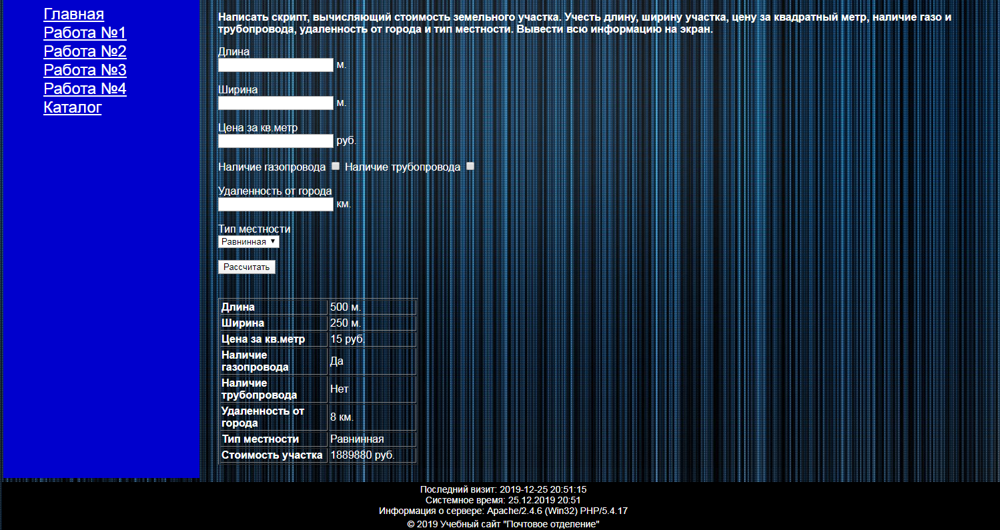 Главная
Работа №1
Работа №2
Работа №3
Работа №4
Каталог
Написать скрипт, вычисляющий стоимость земельного участка. Учесть длину, ширину участка, цену за квадратный метр, наличие газо и
трубопровода, удаленность от города и тип местности. Вывести всю информацию на экран.
Длина
м.
Ширина
м.
Цена за кв.метр
руб.
Наличие газопровода Наличие трубопровода
Удаленность от города
км.
Тип местности
Равнинная
Рассчитать
Длина 500 м.
Ширина 250 м.
Цена за кв.метр 15 руб.
Наличие
газопровода Да
Наличие
трубопровода Нет
Удаленность от
города 8 км.
Тип местности Равнинная
Стоимость участка 1889880 руб.
Последний визит: 2019-12-25 20:51:15
Системное время: 25.12.2019 20:51
Информация о сервере: Apache/2.4.6 (Win32) PHP/5.4.17
© 2019 Учебный сайт "Почтовое отделение"